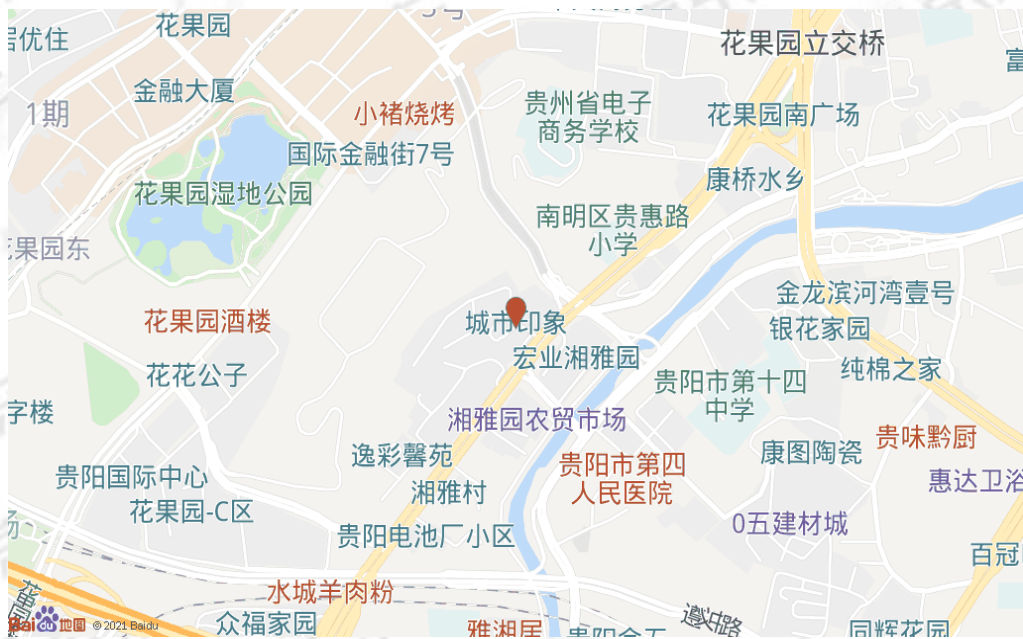 花果园
居优住
花果园立交桥
金融大厦
1期
小褚烧烤
贵州省电子
商务学校
花果园南广场
国际金融街7号
康桥水乡
花果园湿地公园
南明区贵惠路
小学
花果园东
金龙滨河湾壹号
花果园酒楼
城市印象
银花家园
宏业湘雅园
花花公子
纯棉之家
贵阳市第十四
中学
字楼
湘雅园农贸市场
贵味黔厨
逸彩馨苑
康图陶瓷
贵阳市第四
人民医院
贵阳国际中心
惠达卫浴
湘雅村
花果园-C区
0五建材城
贵阳电池厂小区
百冠
水城羊肉粉
Bai du 地图
© 2021 Baidu
众福家园
雅湘居
遵义中路
同辉花园